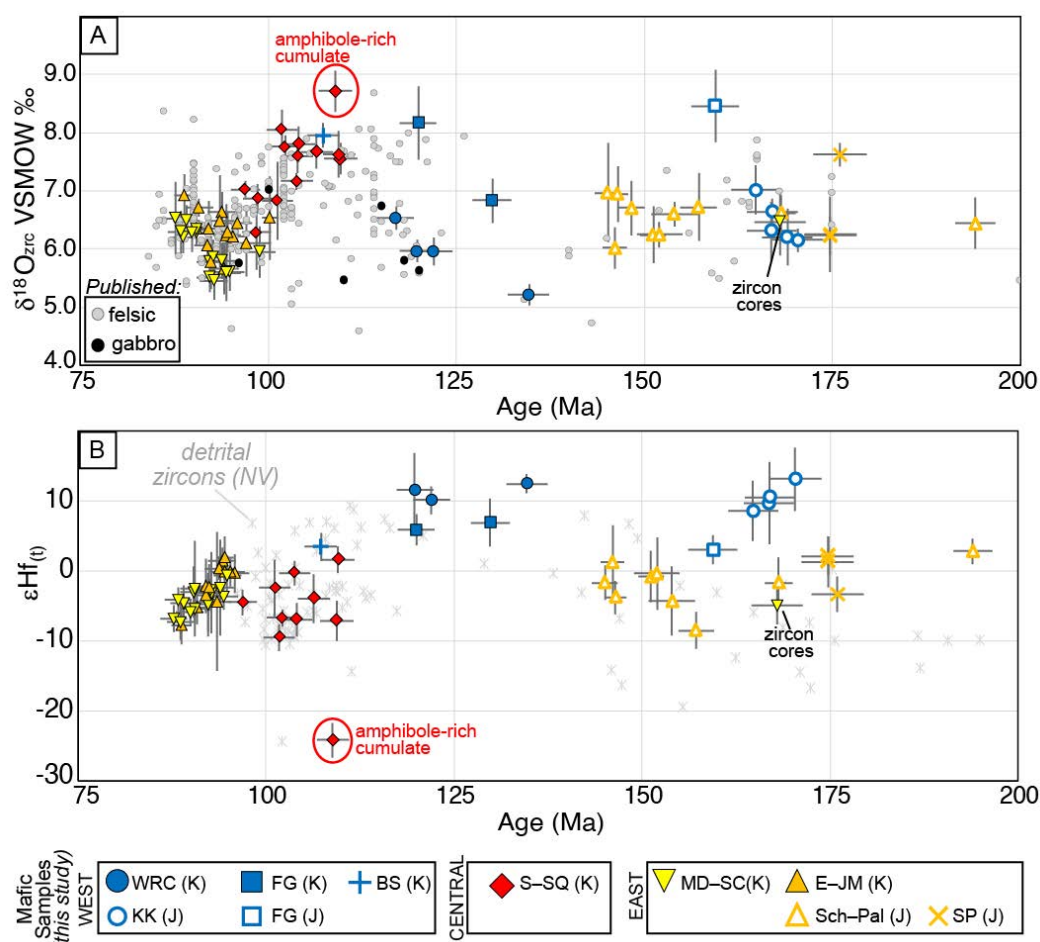 A
amphibole-rich
cumulate
9.0
8.0
7.0
6.0
5.0
4.0
δ18Ozrc VSMOW ‰
zircon
cores
Published:
felsic
gabbro
75 100 125 150 175 200
Age (Ma)
B
detrital
zircons (NV)
10
0
-10
-20
-30
εHf(t)
zircon
cores
amphibole-rich
cumulate
75 100 125 150 175 200
Age (Ma)
Mafic
Samples
(this study)
WEST
WRC (K) FG (K) BS (K)
KK (J) FG (J)
CENTRAL
S–SQ (K)
EAST
MD–SC(K) E–JM (K)
Sch–Pal (J) SP (J)